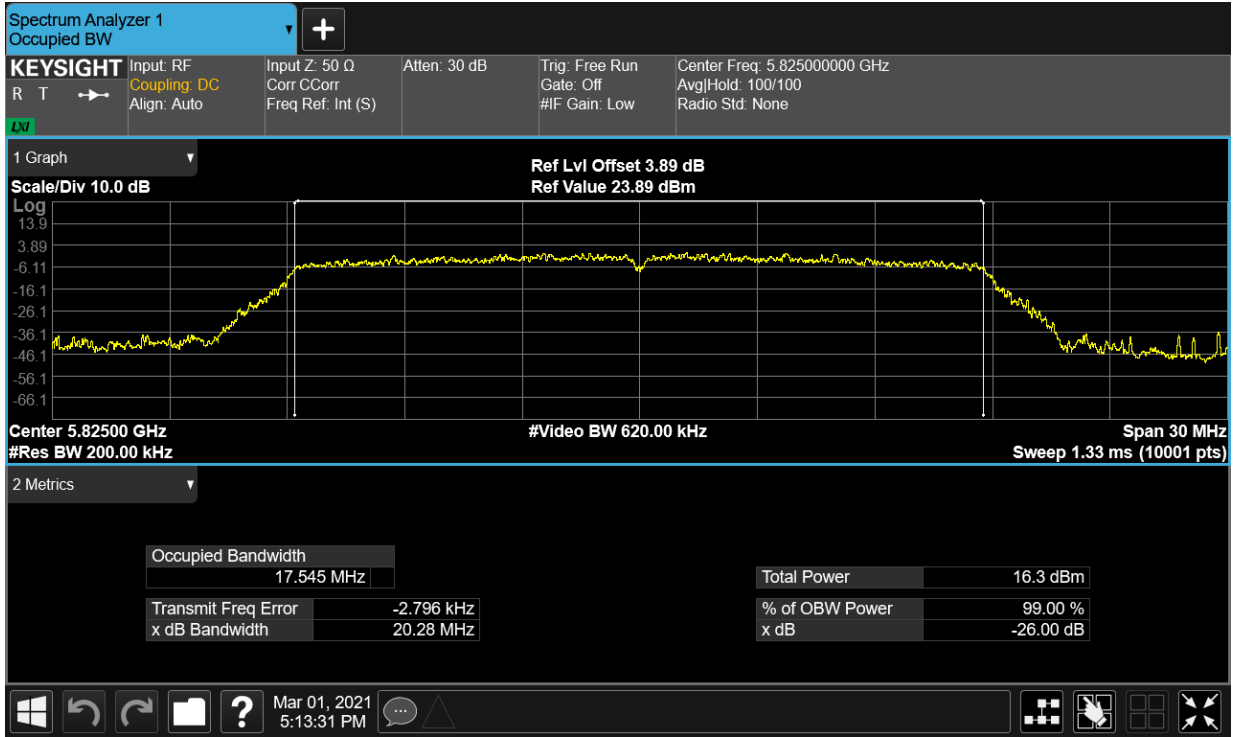 Spectrum Analyzer 1
Occupied BW
KEYSIGHT
R T
LXI
Input: RF
Coupling: DC
Align: Auto
Input Z: 50 Ω
Corr CCorr
Freq Ref: Int (S)
Atten: 30 dB
Trig: Free Run
Gate: Off
#IF Gain: Low
Center Freq: 5.825000000 GHz
Avg|Hold: 100/100
Radio Std: None
1 Graph
Scale/Div 10.0 dB
Ref Lvl Offset 3.89 dB
Ref Value 23.89 dBm
Log
13.9
3.89
-6.11
-16.1
-26.1
-36.1
-46.1
-56.1
-66.1
Center 5.82500 GHz
#Res BW 200.00 kHz
#Video BW 620.00 kHz
Span 30 MHz
Sweep 1.33 ms (10001 pts)
2 Metrics
Occupied Bandwidth
17.545 MHz
Transmit Freq Error -2.796 kHz
x dB Bandwidth 20.28 MHz
Total Power 16.3 dBm
% of OBW Power 99.00 %
x dB -26.00 dB
?
Mar 01, 2021
5:13:31 PM